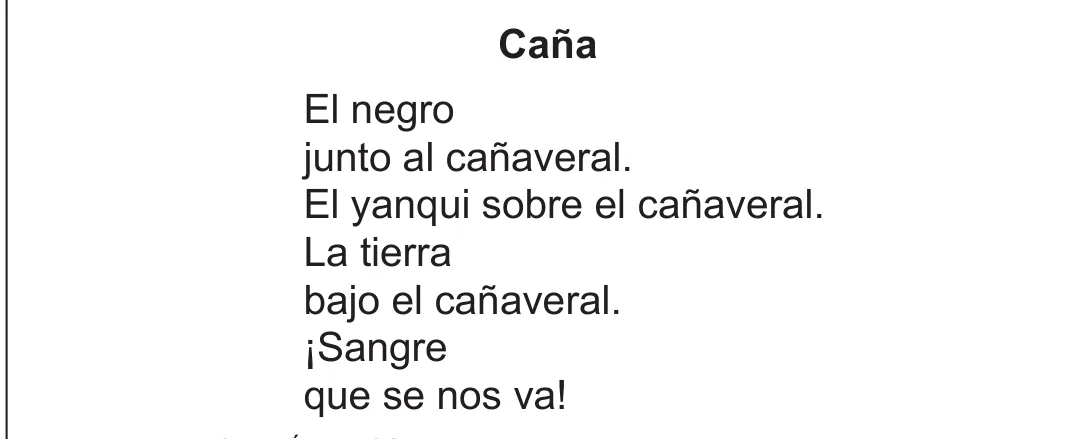 Caña
El negro
junto al cañaveral.
El yanqui sobre el cañaveral.
La tierra
bajo el cañaveral.
¡Sangre
que se nos va!